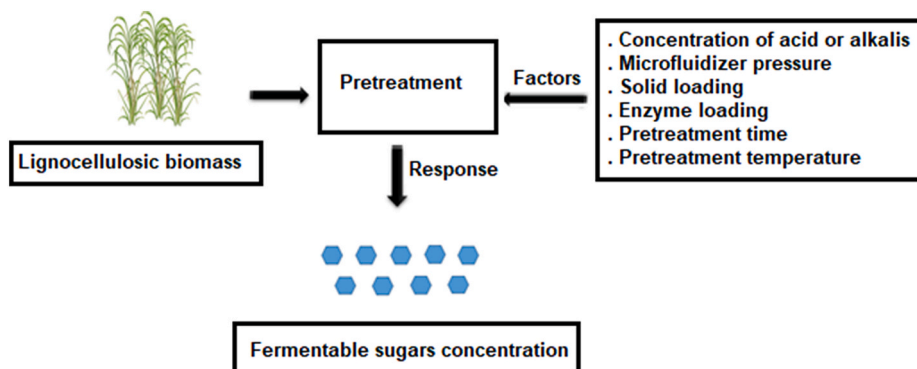 Lignocellulosic biomass
Pretreatment
Factors
. Concentration of acid or alkalis
. Microfluidizer pressure
. Solid loading
. Enzyme loading
. Pretreatment time
. Pretreatment temperature
Response
Fermentable sugars concentration